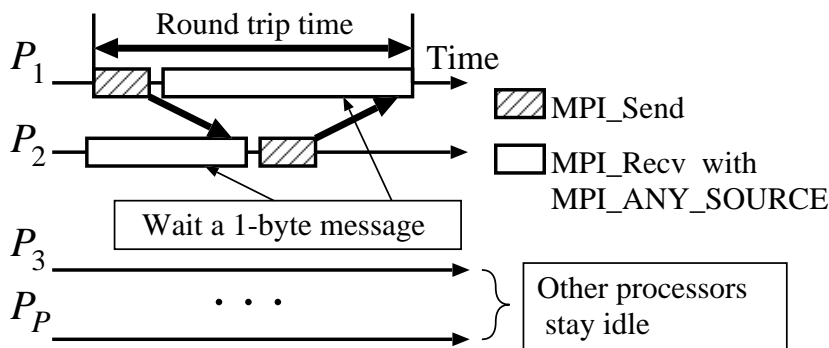 Round trip time
P1
Time
MPI_Send
P2
MPI_Recv with
MPI_ANY_SOURCE
Wait a 1-byte message
P3
. . .
Other processors
stay idle
PP